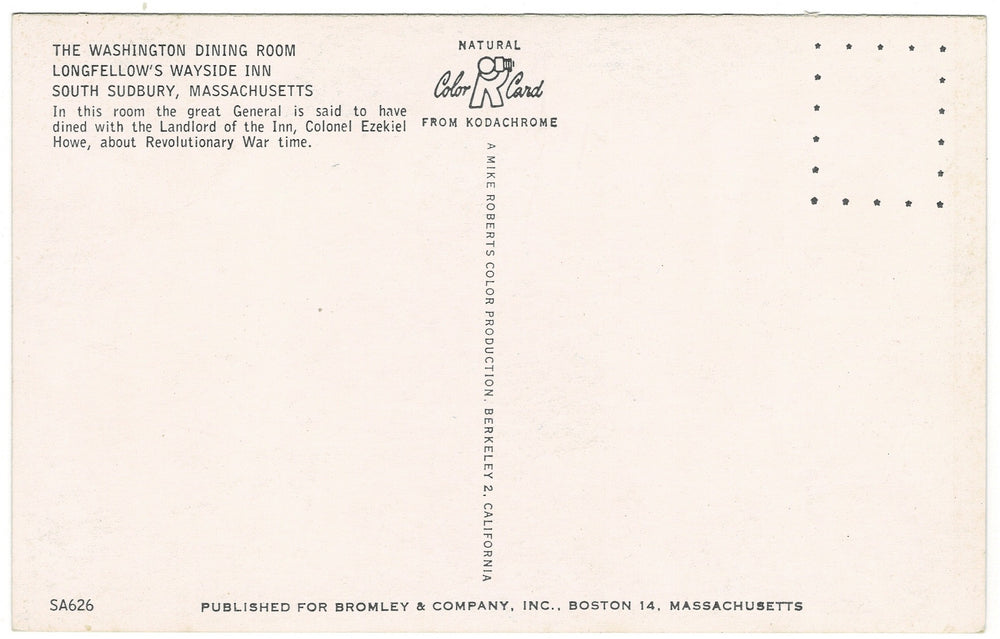 THE WASHINGTON DINING ROOM
LONGFELLOW'S WAYSIDE INN
SOUTH SUDBURY, MASSACHUSETTS
In this room the great General is said to have
dined with the Landlord of the Inn, Colonel Ezekiel
Howe, about Revolutionary War time.
NATURAL
Color Card
FROM KODACHROME
A MIKE ROBERTS COLOR PRODUCTION, BERKELEY 2, CALIFORNIA
SA626
PUBLISHED FOR BROMLEY & COMPANY, INC., BOSTON 14, MASSACHUSETTS